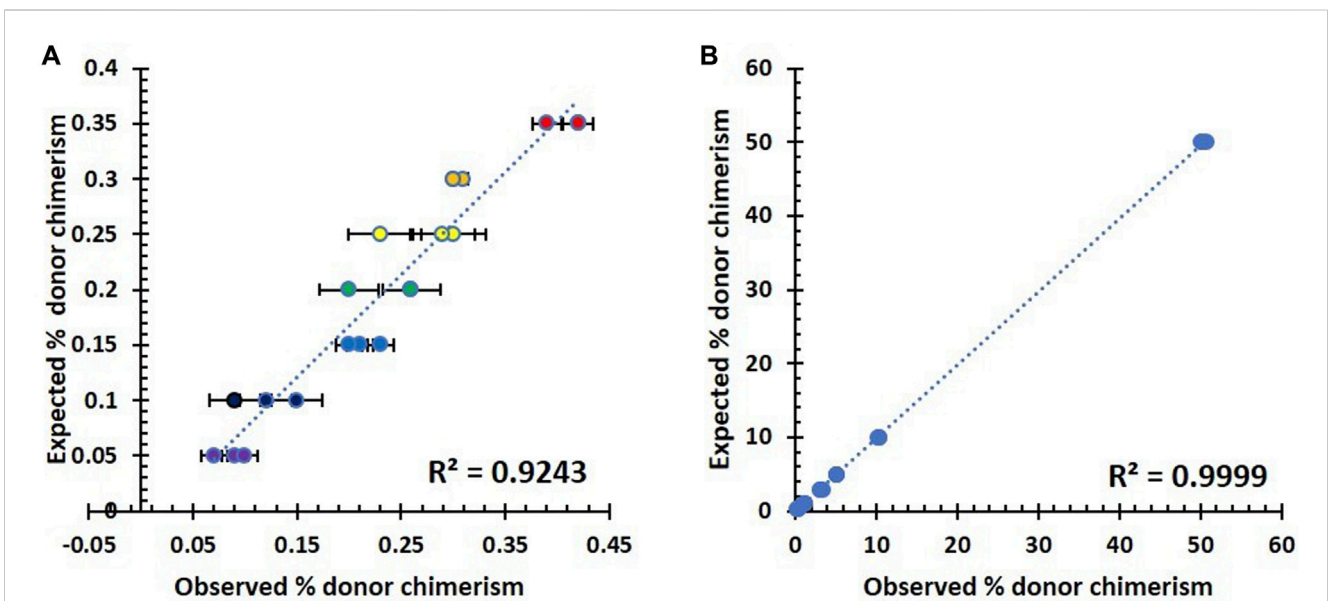 A
0.4
0.35
0.3
0.25
0.2
0.15
0.1
0.05
0
Expected % donor chimerism
-0.05 0.05 0.15 0.25 0.35 0.45
Observed % donor chimerism
R² = 0.9243
B
60
50
40
30
20
10
0
Expected % donor chimerism
0 10 20 30 40 50 60
Observed % donor chimerism
R² = 0.9999